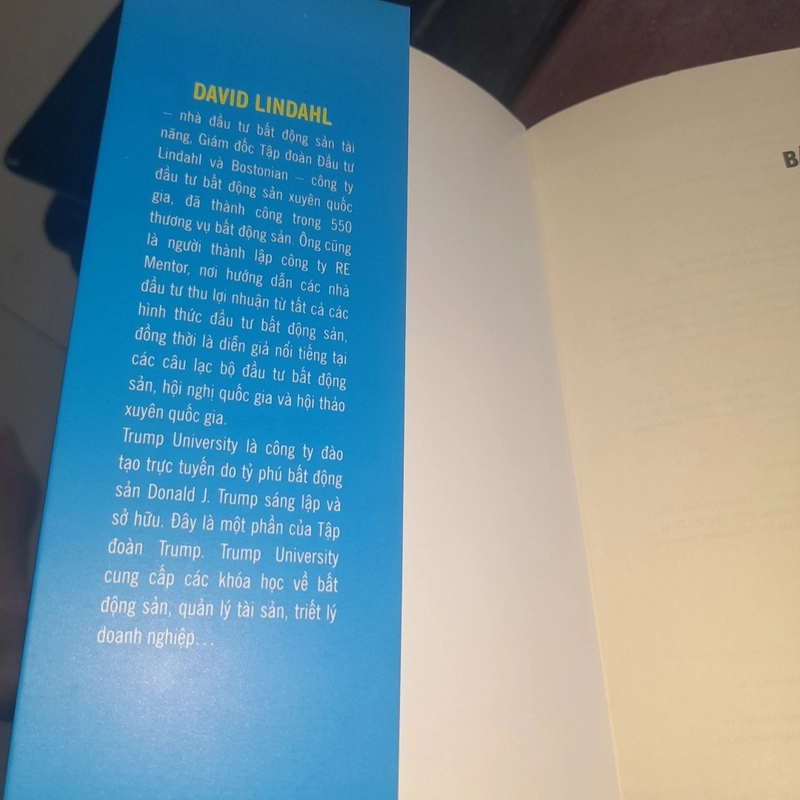 DAVID LINDAHL
– nhà đầu tư bất động sản tài
năng, Giám đốc Tập đoàn Đầu tư
Lindahl và Bostonian – công ty
đầu tư bất động sản xuyên quốc
gia, đã thành công trong 550
thương vụ bất động sản. Ông cũng
là người thành lập công ty RE
Mentor, nơi hướng dẫn các nhà
đầu tư thu lợi nhuận từ tất cả các
hình thức đầu tư bất động sản,
đồng thời là diễn giả nổi tiếng tại
các câu lạc bộ đầu tư bất động
sản, hội nghị quốc gia và hội thảo
xuyên quốc gia.
Trump University là công ty đào
tạo trực tuyến do tỷ phú bất động
sản Donald J. Trump sáng lập và
sở hữu. Đây là một phần của Tập
đoàn Trump. Trump University
cung cấp các khóa học về bất
động sản, quản lý tài sản, triết lý
doanh nghiệp...